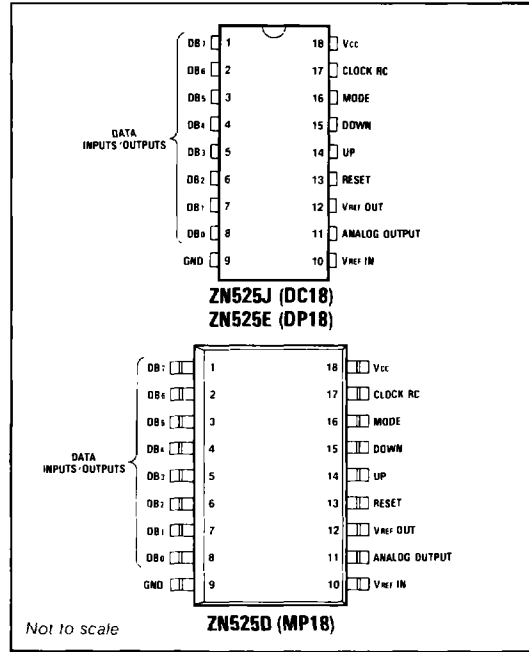 DB7 1 18 VCC
DB6 2 17 CLOCK RC
DB5 3 16 MODE
DB4 4 15 DOWN
DATA
INPUTS/OUTPUTS
DB3 5 14 UP
DB2 6 13 RESET
DB1 7 12 VREF OUT
DB0 8 11 ANALOG OUTPUT
GND 9 10 VREF IN
ZN525J (DC18)
ZN525E (DP18)
DB7 1 18 VCC
DB6 2 17 CLOCK RC
DB5 3 16 MODE
DB4 4 15 DOWN
DATA
INPUTS/OUTPUTS
DB3 5 14 UP
DB2 6 13 RESET
DB1 7 12 VREF OUT
DB0 8 11 ANALOG OUTPUT
GND 9 10 VREF IN
Not to scale
ZN525D (MP18)